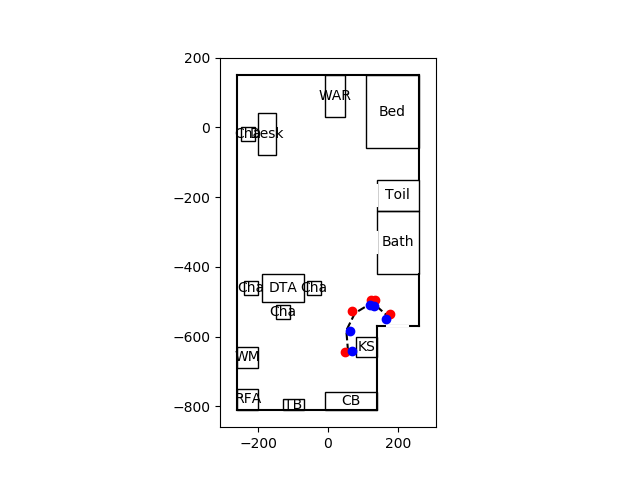 200
0
−200
−400
−600
−800
−200
0
200
WAR
Bed
Cha
Desk
Toil
Bath
Cha
DTA
Cha
Cha
KS
WM
RFA
TB
CB